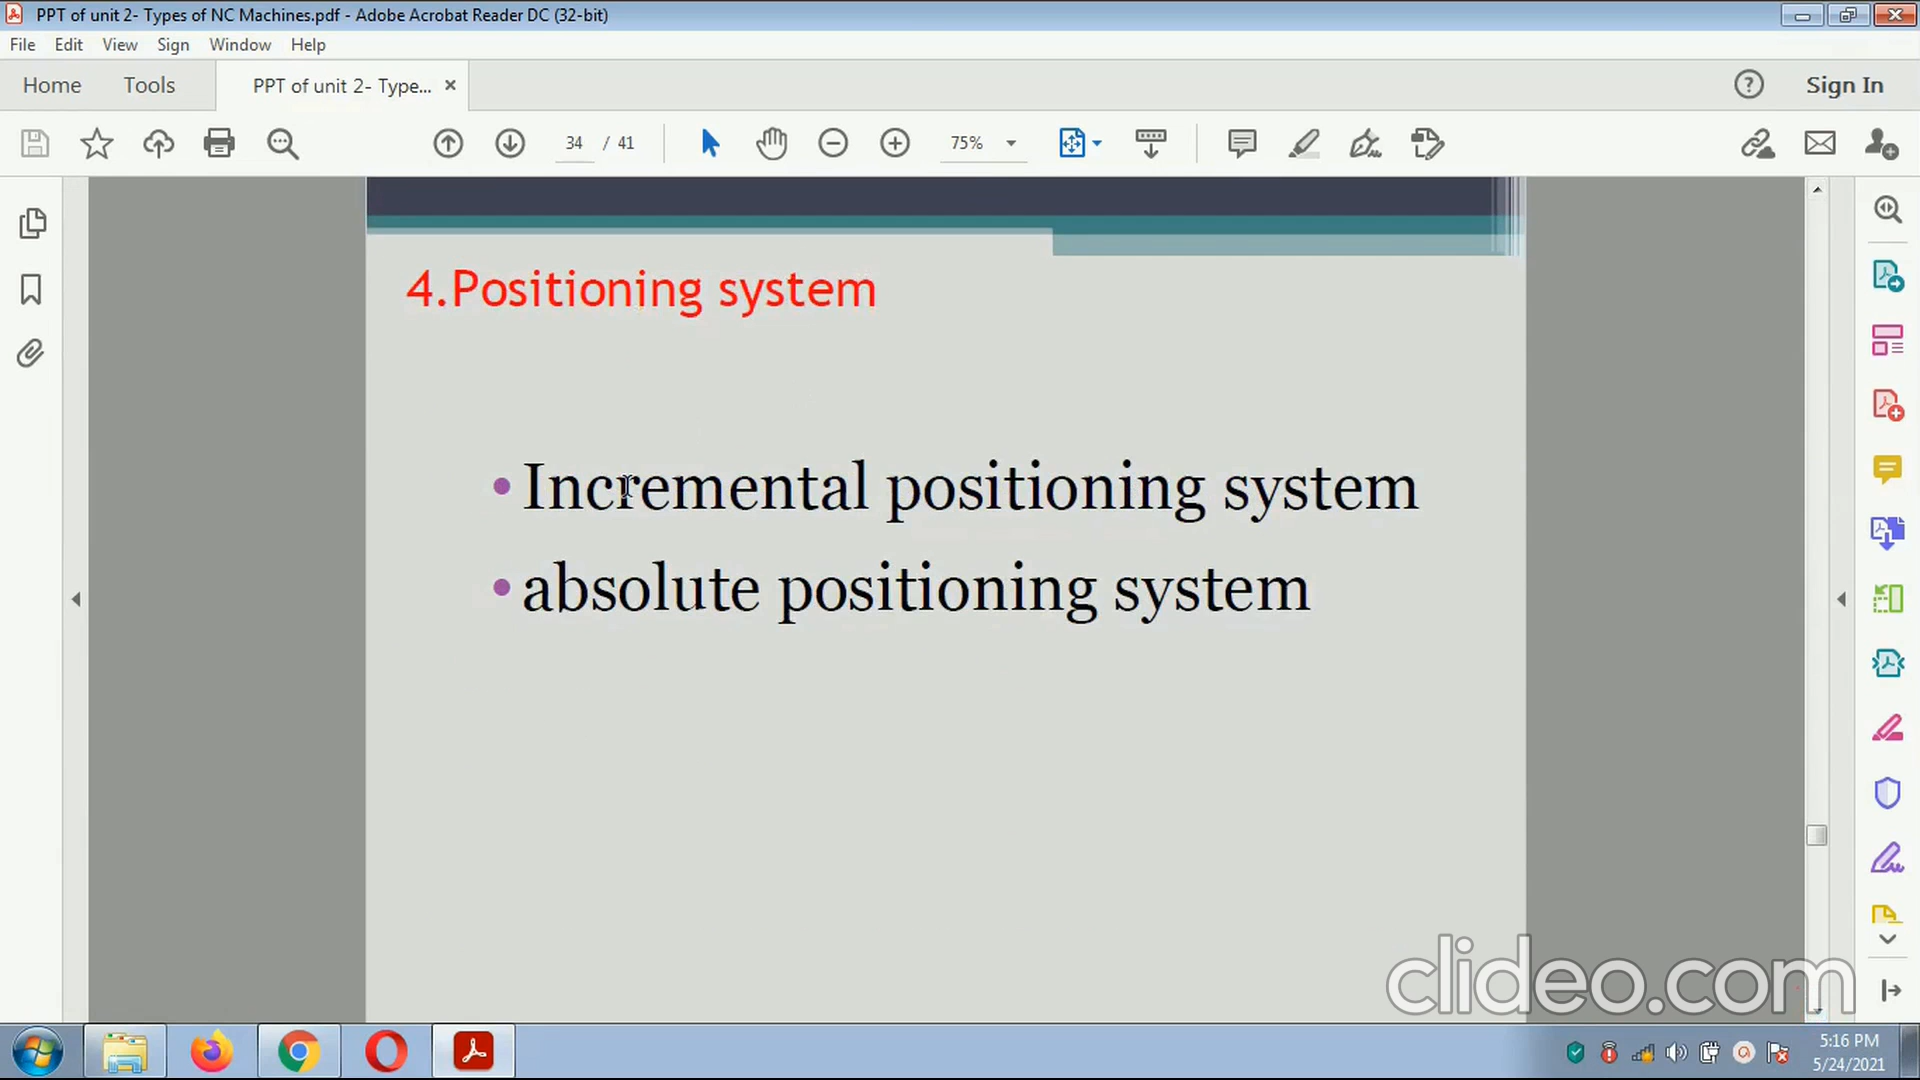 PPT of unit 2- Types of NC Machines.pdf - Adobe Acrobat Reader DC (32-bit)
File Edit View Sign Window Help
Home Tools PPT of unit 2- Type... Sign In
34 / 41 75%
4.Positioning system
• Incremental positioning system
• absolute positioning system
clideo.com
5:16 PM
5/24/2021